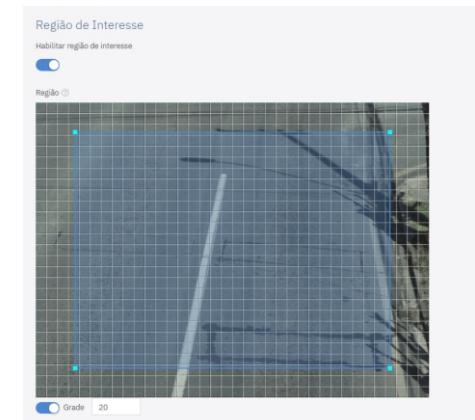 Região de Interesse
Habilitar região de interesse
Região
Grade 20